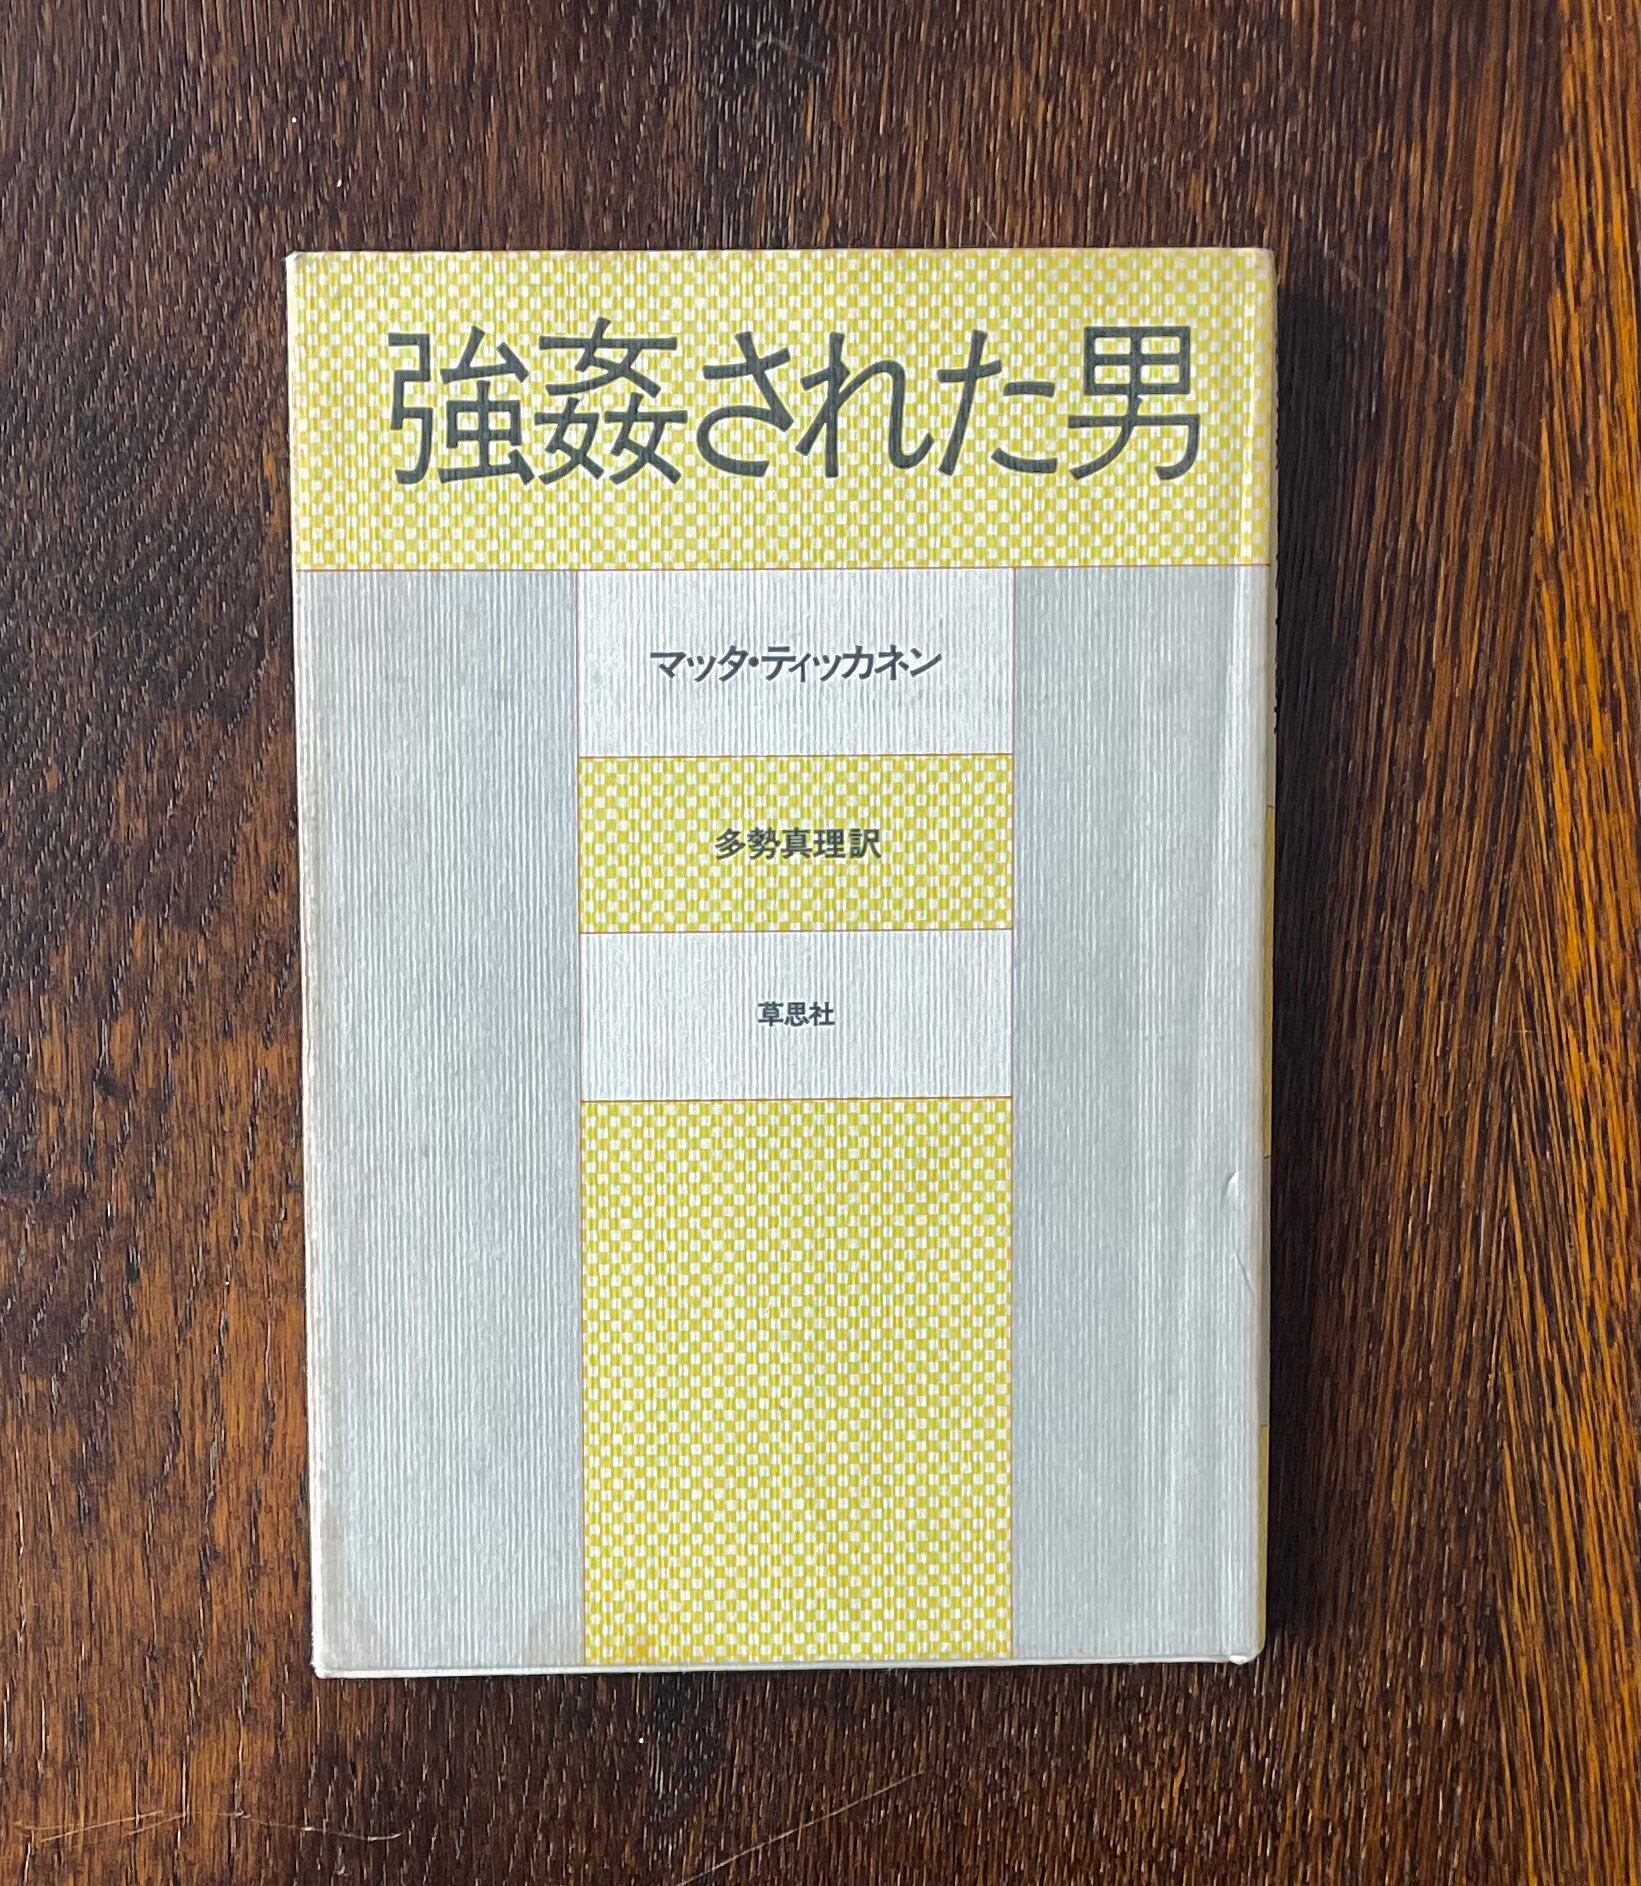 強姦された男
マッタ・ティッカネン
多勢真理訳
草思社